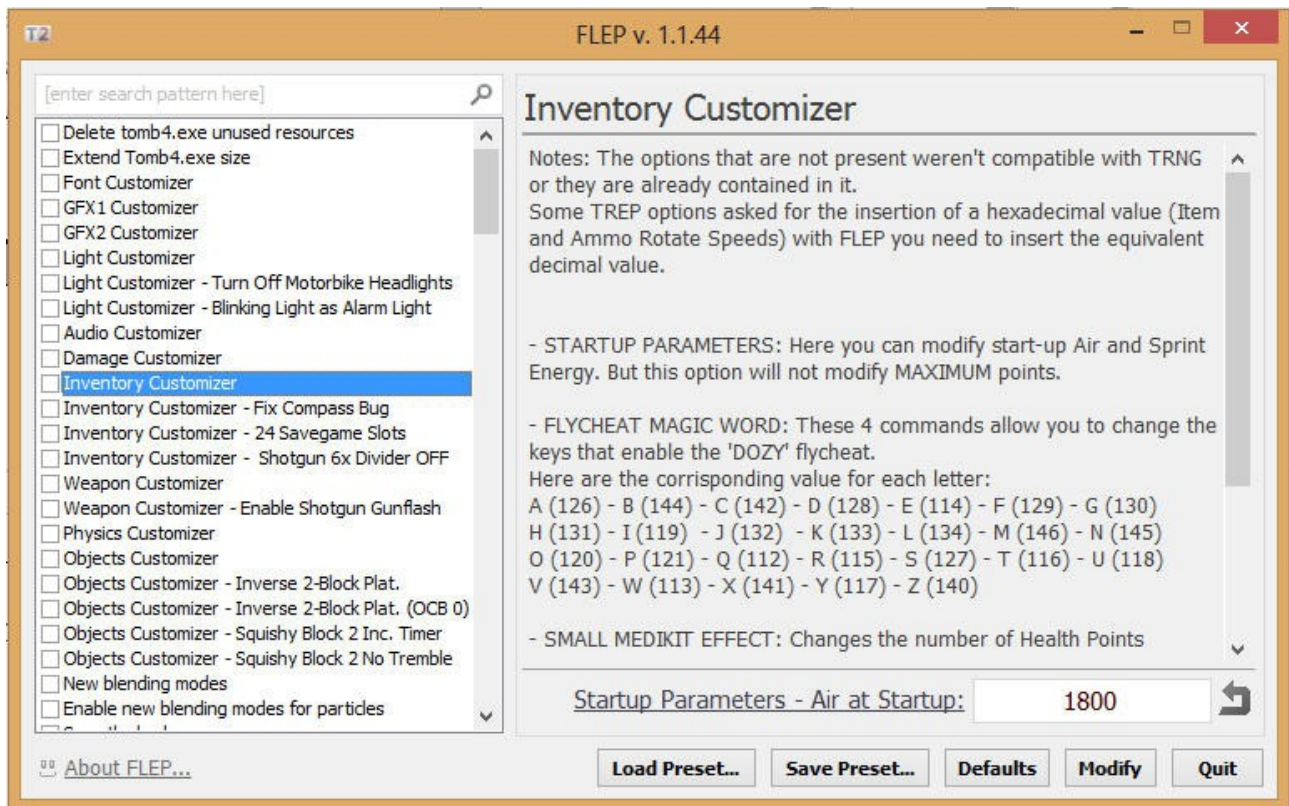 T2
FLEP v. 1.1.44
[enter search pattern here]
Delete tomb4.exe unused resources
Extend Tomb4.exe size
Font Customizer
GFX1 Customizer
GFX2 Customizer
Light Customizer
Light Customizer - Turn Off Motorbike Headlights
Light Customizer - Blinking Light as Alarm Light
Audio Customizer
Damage Customizer
Inventory Customizer
Inventory Customizer - Fix Compass Bug
Inventory Customizer - 24 Savegame Slots
Inventory Customizer - Shotgun 6x Divider OFF
Weapon Customizer
Weapon Customizer - Enable Shotgun Gunflash
Physics Customizer
Objects Customizer
Objects Customizer - Inverse 2-Block Plat.
Objects Customizer - Inverse 2-Block Plat. (OCB 0)
Objects Customizer - Squishy Block 2 Inc. Timer
Objects Customizer - Squishy Block 2 No Tremble
New blending modes
Enable new blending modes for particles
About FLEP...
Inventory Customizer
Notes: The options that are not present weren't compatible with TRNG
or they are already contained in it.
Some TREP options asked for the insertion of a hexadecimal value (Item
and Ammo Rotate Speeds) with FLEP you need to insert the equivalent
decimal value.
- STARTUP PARAMETERS: Here you can modify start-up Air and Sprint
Energy. But this option will not modify MAXIMUM points.
- FLYCHEAT MAGIC WORD: These 4 commands allow you to change the
keys that enable the 'DOZY' flycheat.
Here are the corrisponding value for each letter:
A (126) - B (144) - C (142) - D (128) - E (114) - F (129) - G (130)
H (131) - I (119) - J (132) - K (133) - L (134) - M (146) - N (145)
O (120) - P (121) - Q (112) - R (115) - S (127) - T (116) - U (118)
V (143) - W (113) - X (141) - Y (117) - Z (140)
- SMALL MEDIKIT EFFECT: Changes the number of Health Points
Startup Parameters - Air at Startup: 1800
Load Preset... Save Preset... Defaults Modify Quit